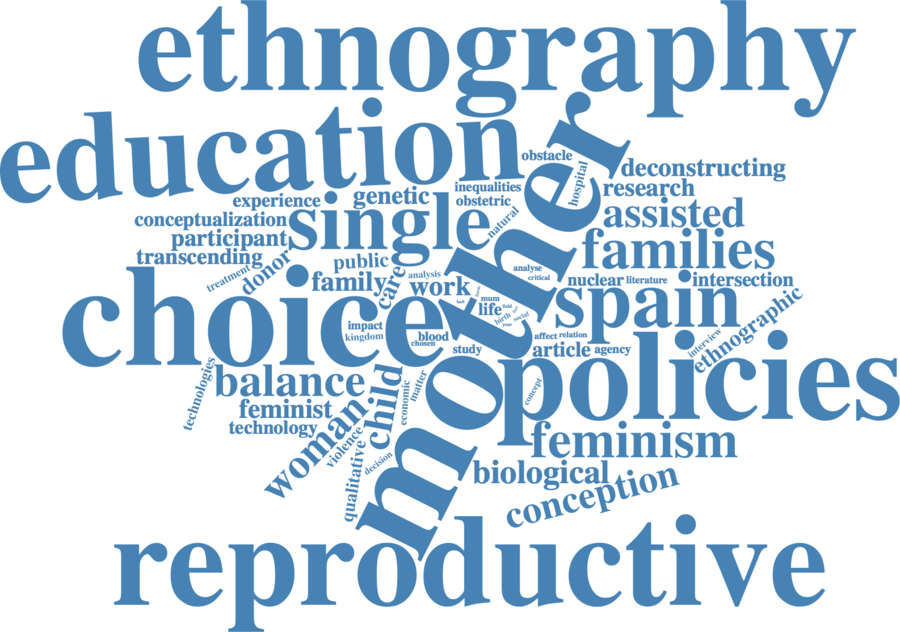 ethnography
education
mother
obstacle
hospital
deconstructing
research
inequalities
obstetric
genetic
experience
conceptualization
single
natural
assisted
participant
families
transcending
donor
treatment
public
family
care
analysis
work
analyse
critical
nuclear
literature
intersection
choice
spain
mum
life
field
birth
social
impact
kingdom
blood
chosen
study
affect
relation
article
agency
interview
ethnographic
policies
technologies
balance
child
economic
matter
concept
feminist
technology
woman
violence
qualitative
decision
feminism
biological
conception
reproductive